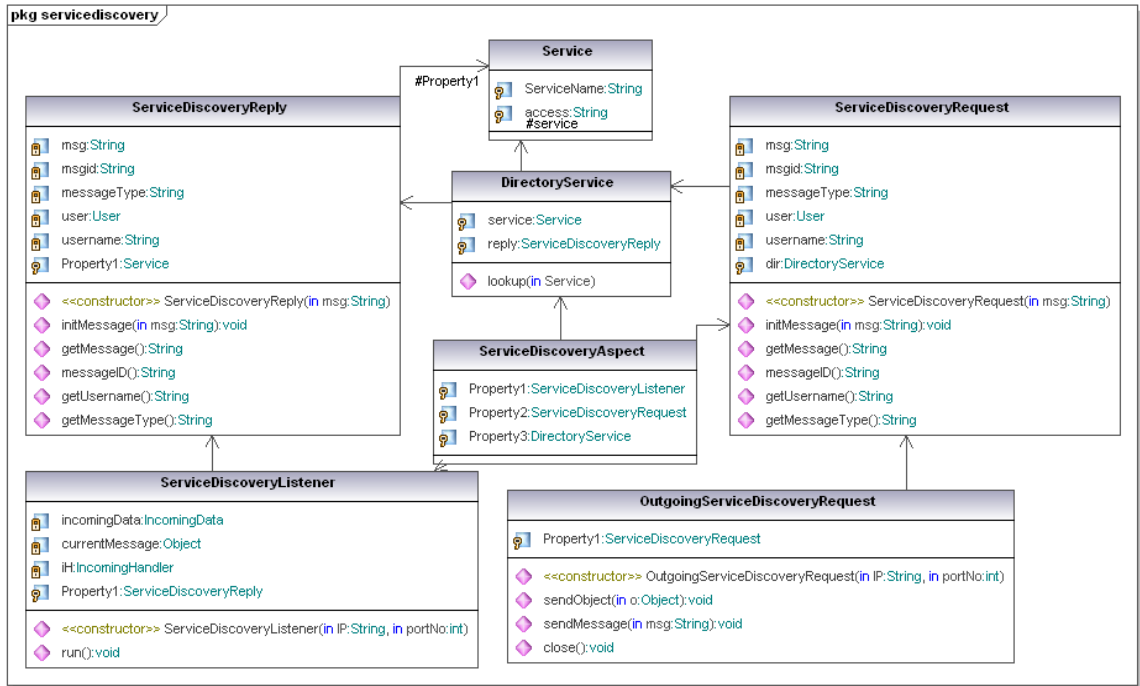 pkg servicediscovery
Service
ServiceName:String
access:String
#service
#Property1
ServiceDiscoveryReply
msg:String
msgid:String
messageType:String
user:User
username:String
Property1:Service
<<constructor>> ServiceDiscoveryReply(in msg:String)
initMessage(in msg:String):void
getMessage():String
messageID():String
getUsername():String
getMessageType():String
DirectoryService
service:Service
reply:ServiceDiscoveryReply
lookup(in Service)
ServiceDiscoveryRequest
msg:String
msgid:String
messageType:String
user:User
username:String
dir:DirectoryService
<<constructor>> ServiceDiscoveryRequest(in msg:String)
initMessage(in msg:String):void
getMessage():String
messageID():String
getUsername():String
getMessageType():String
ServiceDiscoveryAspect
Property1:ServiceDiscoveryListener
Property2:ServiceDiscoveryRequest
Property3:DirectoryService
ServiceDiscoveryListener
incomingData:IncomingData
currentMessage:Object
iH:IncomingHandler
Property1:ServiceDiscoveryReply
<<constructor>> ServiceDiscoveryListener(in IP:String, in portNo:int)
run():void
OutgoingServiceDiscoveryRequest
Property1:ServiceDiscoveryRequest
<<constructor>> OutgoingServiceDiscoveryRequest(in IP:String, in portNo:int)
sendObject(in o:Object):void
sendMessage(in msg:String):void
close():void